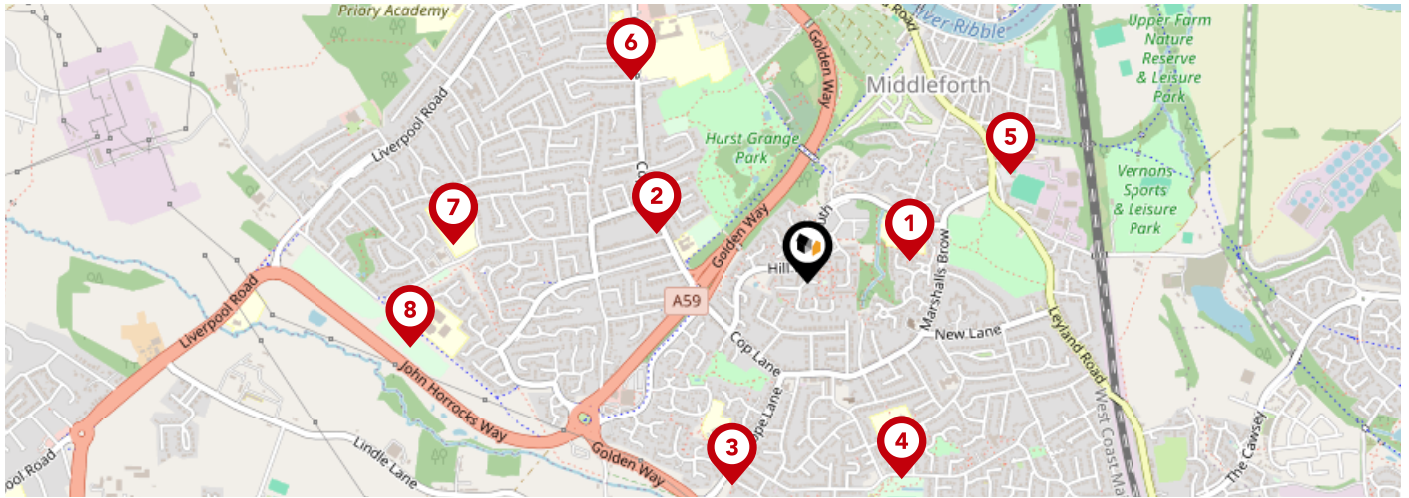 Priory Academy
Road
River Ribble
Upper Farm
Nature
Reserve
& Leisure
Park
6
Golden Way
Middleforth
Liverpool Road
5
Hurst Grange
Park
Vernons
Sports
& Leisure
Park
2
7
1
Golden Way
Marshalls Brow
A59
8
Liverpool Road
New Lane
Leyland Road
Cop Lane
John Horrocks Way
West Coast Ma
3
4
The Cawsey
Golden Way
Lindle Lane